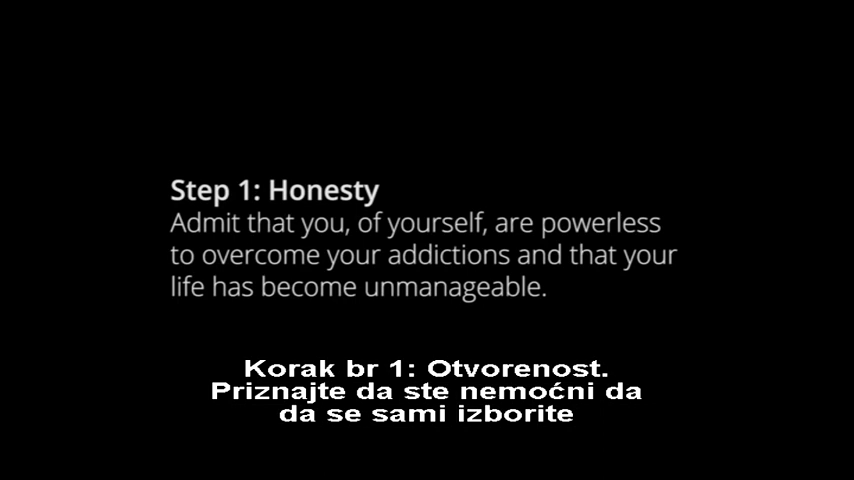 Step 1: Honesty
Admit that you, of yourself, are powerless
to overcome your addictions and that your
life has become unmanageable.
Korak br 1: Otvorenost.
Priznajte da ste nemoćni da
da se sami izborite